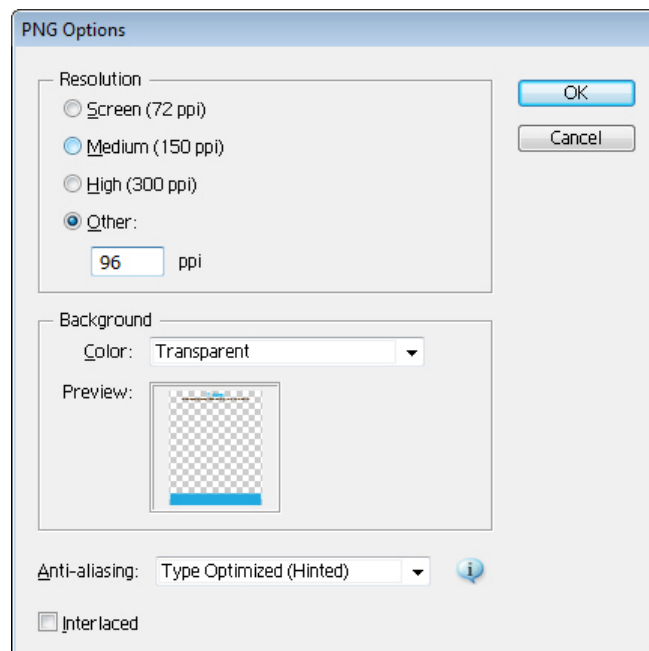 PNG Options
Resolution
Screen (72 ppi)
OK
Medium (150 ppi)
Cancel
High (300 ppi)
Other:
96 ppi
Background
Color: Transparent
Preview:
Anti-aliasing: Type Optimized (Hinted)
Interlaced